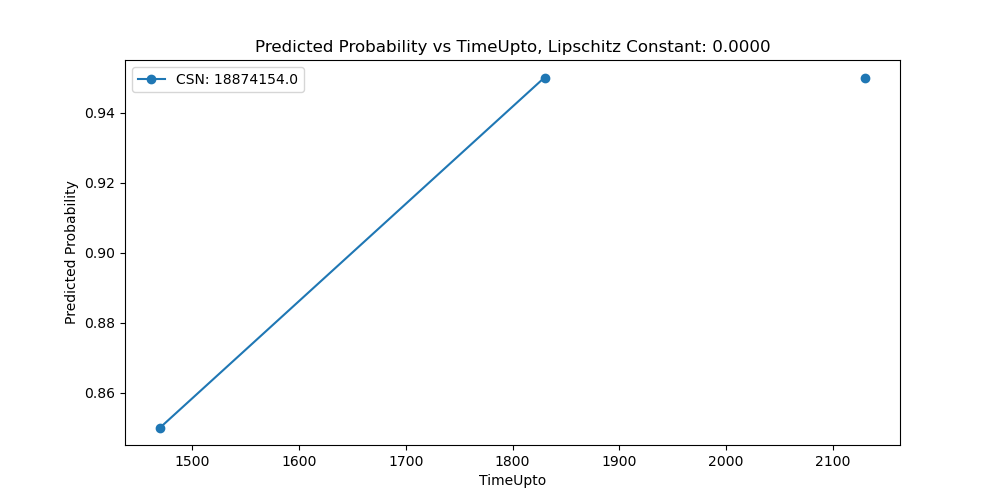 Predicted Probability vs TimeUpto, Lipschitz Constant: 0.0000
CSN: 18874154.0
0.94
0.92
0.90
0.88
0.86
Predicted Probability
1500 1600 1700 1800 1900 2000 2100
TimeUpto